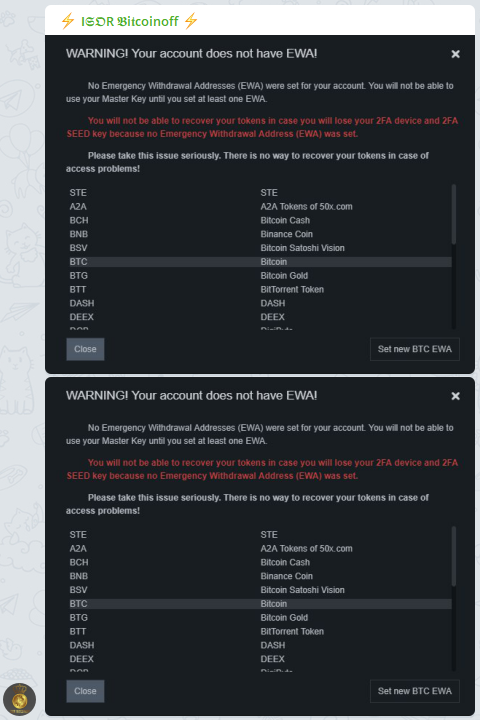 ⚡ 𝕴𝕾𝕯𝕽 𝕭𝖎𝖙𝖈𝖔𝖎𝖓𝖔𝖋𝖋 ⚡
WARNING! Your account does not have EWA!
No Emergency Withdrawal Addresses (EWA) were set for your account. You will not be able to
use your Master Key until you set at least one EWA.
You will not be able to recover your tokens in case you will lose your 2FA device and 2FA
SEED key because no Emergency Withdrawal Address (EWA) was set.
Please take this issue seriously. There is no way to recover your tokens in case of
access problems!
STE STE
A2A A2A Tokens of 50x.com
BCH Bitcoin Cash
BNB Binance Coin
BSV Bitcoin Satoshi Vision
BTC Bitcoin
BTG Bitcoin Gold
BTT BitTorrent Token
DASH DASH
DEEX DEEX
Close Set new BTC EWA
WARNING! Your account does not have EWA!
No Emergency Withdrawal Addresses (EWA) were set for your account. You will not be able to
use your Master Key until you set at least one EWA.
You will not be able to recover your tokens in case you will lose your 2FA device and 2FA
SEED key because no Emergency Withdrawal Address (EWA) was set.
Please take this issue seriously. There is no way to recover your tokens in case of
access problems!
STE STE
A2A A2A Tokens of 50x.com
BCH Bitcoin Cash
BNB Binance Coin
BSV Bitcoin Satoshi Vision
BTC Bitcoin
BTG Bitcoin Gold
BTT BitTorrent Token
DASH DASH
DEEX DEEX
Close Set new BTC EWA